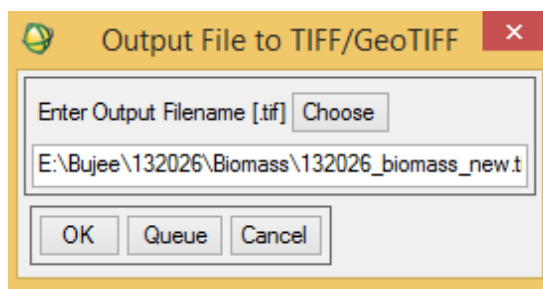 Output File to TIFF/GeoTIFF
Enter Output Filename [.tif] Choose
E:\Bujee\132026\Biomass\132026_biomass_new.t
OK Queue Cancel